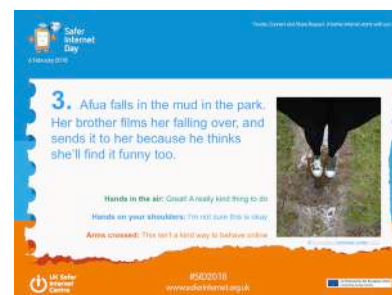 Safer
Internet
Day
6 February 2018
3. Afua falls in the mud in the park.
Her brother films her falling over, and
sends it to her because he thinks
she'll find it funny too.
Hands in the air: Great! A really kind thing to do
Hands on your shoulders: I'm not sure this is okay
Arms crossed: This isn't a kind way to behave online
UK Safer
Internet
Centre
#SID2018
www.saferinternet.org.uk